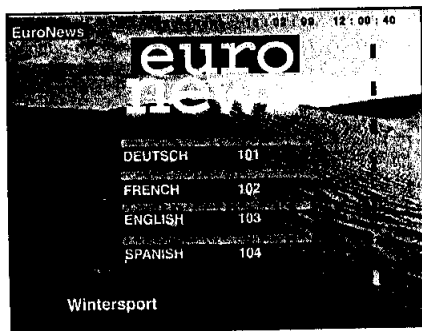 EuroNews
12:00:40
euro
news
DEUTSCH 101
FRENCH 102
ENGLISH 103
SPANISH 104
Wintersport